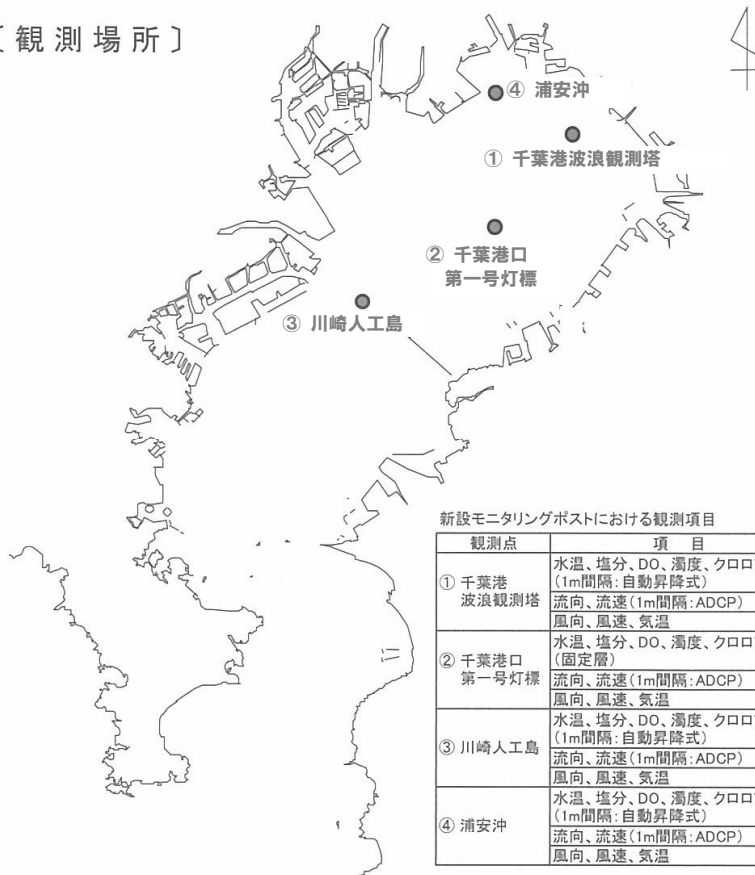 〔観測場所〕
④ 浦安沖
① 千葉港波浪観測塔
② 千葉港口
第一号灯標
③ 川崎人工島
新設モニタリングポストにおける観測項目
観測点
項　目
① 千葉港
波浪観測塔
水温、塩分、DO、濁度、クロロ
(1m間隔:自動昇降式)
流向、流速(1m間隔:ADCP)
風向、風速、気温
② 千葉港口
第一号灯標
水温、塩分、DO、濁度、クロロ
(固定層)
流向、流速(1m間隔:ADCP)
風向、風速、気温
③ 川崎人工島
水温、塩分、DO、濁度、クロロ
(1m間隔:自動昇降式)
流向、流速(1m間隔:ADCP)
風向、風速、気温
④ 浦安沖
水温、塩分、DO、濁度、クロロ
(1m間隔:自動昇降式)
流向、流速(1m間隔:ADCP)
風向、風速、気温